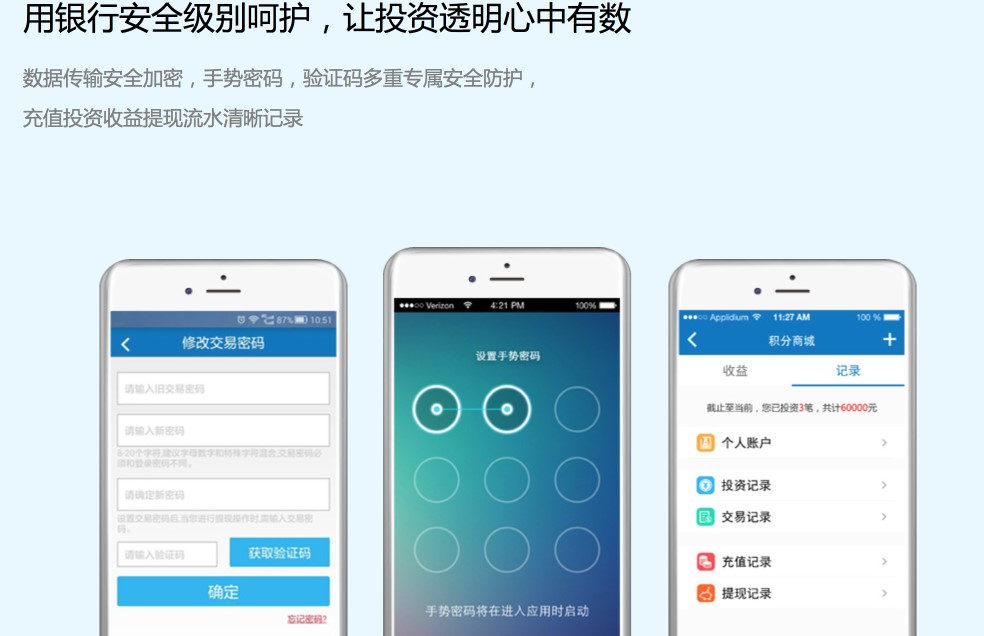 用银行安全级别呵护，让投资透明心中有数
数据传输安全加密，手势密码，验证码多重专属安全防护，
充值投资收益提现流水清晰记录
87% 10:51
修改交易密码
请输入旧交易密码
请输入新密码
8-20个字符,建议字母数字和特殊字符混合,交易密码必
须和登录密码不同。
请确定新密码
设置交易密码后,当您进行提级操作时,需输入交易密
码。
请输入验证码
获取验证码
确定
忘记密码?
Verizon 4:21 PM 100%
设置手势密码
手势密码将在进入应用时启动
Applidium 11:27 AM 100 %
积分商城
收益
记录
截止至当前，您已投资3笔，共计60000元
个人账户
投资记录
交易记录
充值记录
提现记录